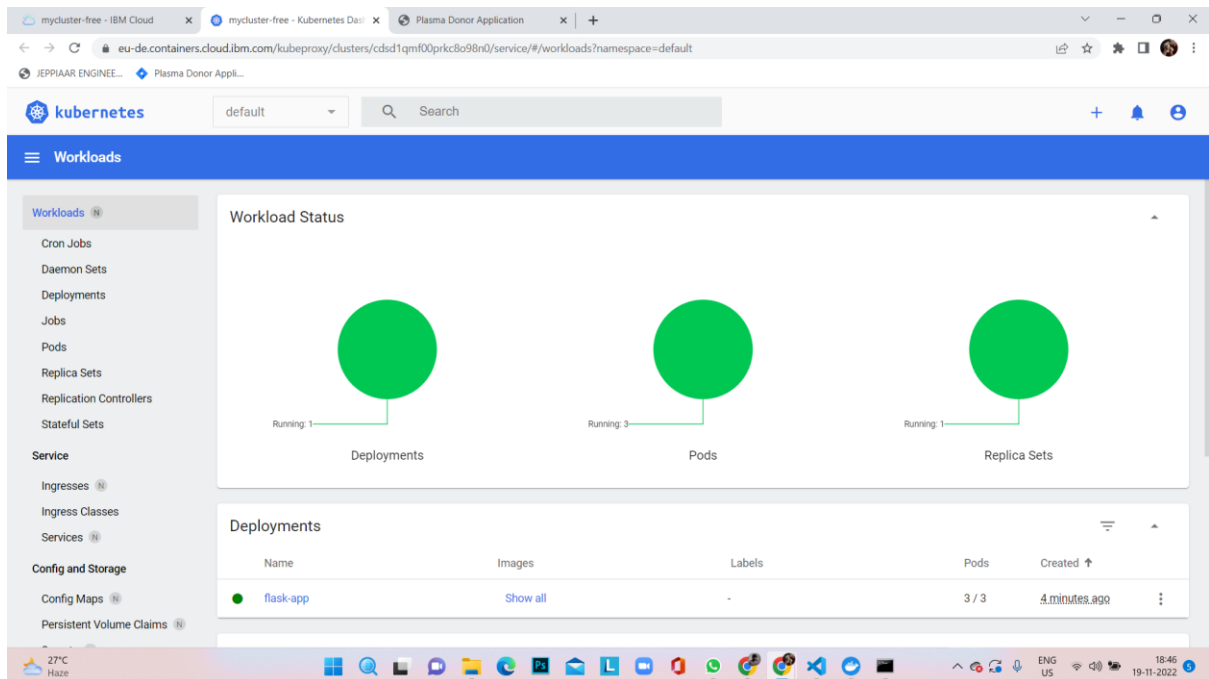 mycluster-free - IBM Cloud
mycluster-free - Kubernetes Das
Plasma Donor Application
eu-de.containers.cloud.ibm.com/kubeproxy/clusters/cdsd1qmf00prkc8o98n0/service/#/workloads?namespace=default
JEPPIAAR ENGINEE...
Plasma Donor Appli...
kubernetes
default
Search
Workloads
Workloads N
Cron Jobs
Daemon Sets
Deployments
Jobs
Pods
Replica Sets
Replication Controllers
Stateful Sets
Service
Ingresses N
Ingress Classes
Services N
Config and Storage
Config Maps N
Persistent Volume Claims N
Workload Status
Running: 1
Running: 3
Running: 1
Deployments
Pods
Replica Sets
Deployments
Name Images Labels Pods Created
flask-app Show all - 3 / 3 4 minutes ago
27°C
Haze
Ps
L
ENG
US
18:46
19-11-2022
5